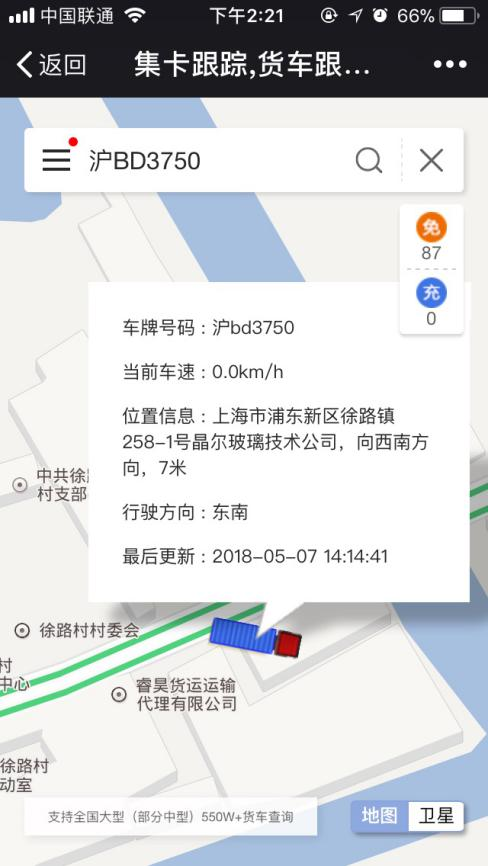 中国联通 下午2:21 66%
返回 集卡跟踪,货车跟...
沪BD3750
免
87
充
0
车牌号码：沪bd3750
当前车速：0.0km/h
位置信息：上海市浦东新区徐路镇
258-1号晶尔玻璃技术公司，向西南方
向，7米
行驶方向：东南
最后更新：2018-05-07 14:14:41
中共徐
村支部
徐路村村委会
村
中心
睿昊货运运输
代理有限公司
徐路村
动室
支持全国大型（部分中型）550W+货车查询
地图 卫星